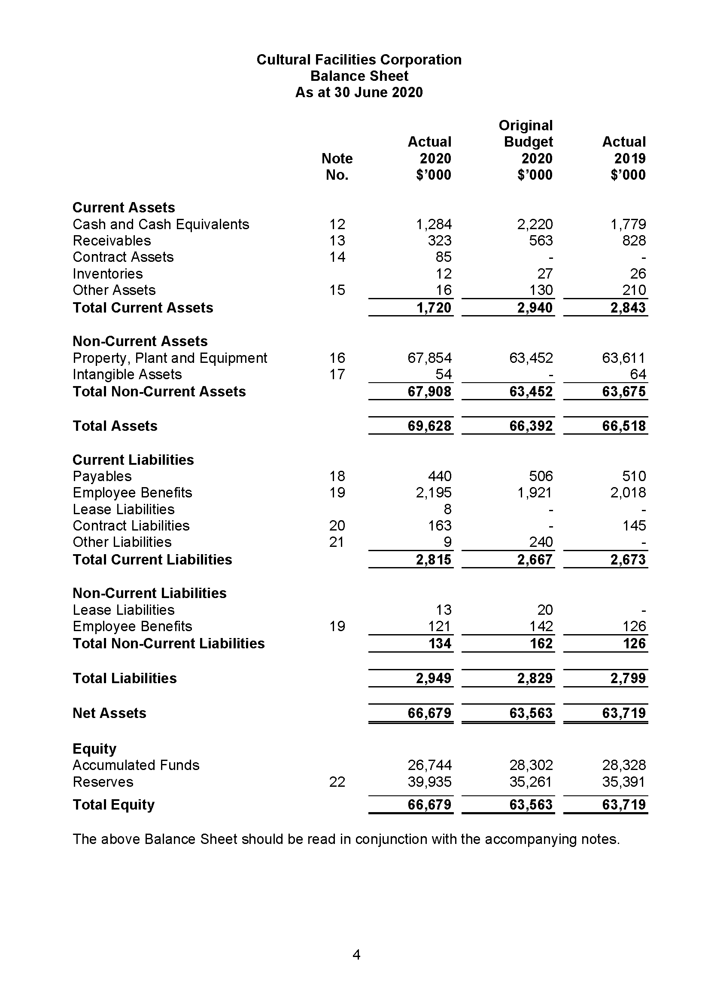 Cultural Facilities Corporation
Balance Sheet
As at 30 June 2020
Original
Actual Budget Actual
Note 2020 2020 2019
No. $’000 $’000 $’000
Current Assets
Cash and Cash Equivalents 12 1,284 2,220 1,779
Receivables 13 323 563 828
Contract Assets 14 85 - -
Inventories 12 27 26
Other Assets 15 16 130 210
Total Current Assets 1,720 2,940 2,843
Non-Current Assets
Property, Plant and Equipment 16 67,854 63,452 63,611
Intangible Assets 17 54 - 64
Total Non-Current Assets 67,908 63,452 63,675
Total Assets 69,628 66,392 66,518
Current Liabilities
Payables 18 440 506 510
Employee Benefits 19 2,195 1,921 2,018
Lease Liabilities 8 - -
Contract Liabilities 20 163 - 145
Other Liabilities 21 9 240 -
Total Current Liabilities 2,815 2,667 2,673
Non-Current Liabilities
Lease Liabilities 13 20 -
Employee Benefits 19 121 142 126
Total Non-Current Liabilities 134 162 126
Total Liabilities 2,949 2,829 2,799
Net Assets 66,679 63,563 63,719
Equity
Accumulated Funds 26,744 28,302 28,328
Reserves 22 39,935 35,261 35,391
Total Equity 66,679 63,563 63,719
The above Balance Sheet should be read in conjunction with the accompanying notes.
4